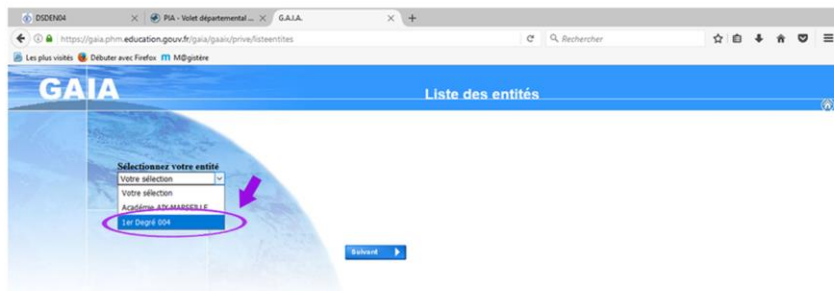 DSDEN04 PIA - Volet départemental ... G.A.I.A.
https://gaia.phm.education.gouv.fr/gaia/gaaix/prive/listeentites Rechercher
Les plus visités Débuter avec Firefox M@gistère
GAIA
Liste des entités
Sélectionnez votre entité
Votre sélection
Votre sélection
Académie AIX-MARSEILLE
1er Degré 004
Suivant